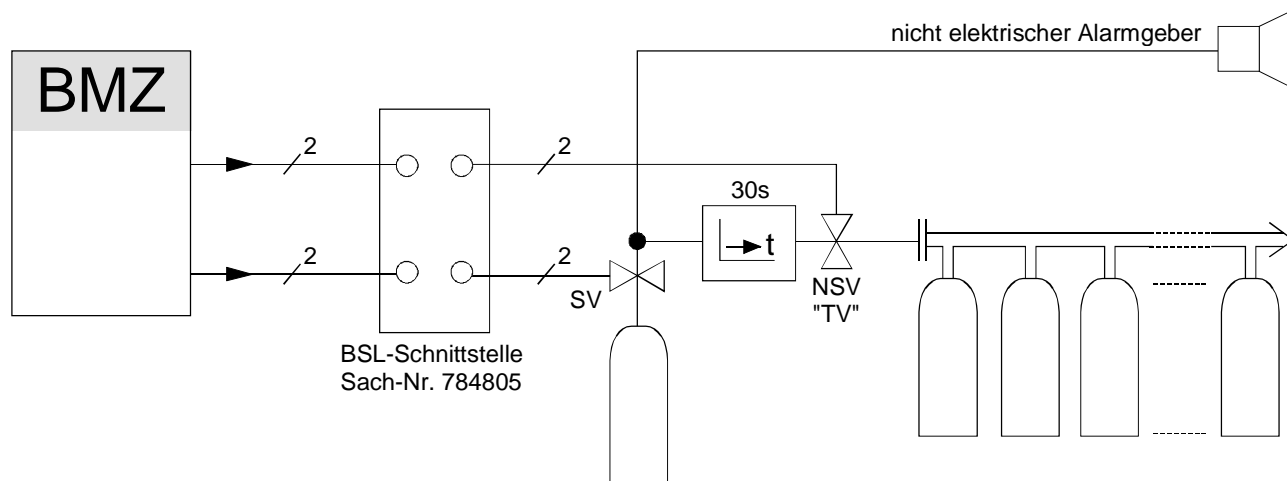 nicht elektrischer Alarmgeber
BMZ
2
2
30s
t
2
2
SV
NSV
"TV"
BSL-Schnittstelle
Sach-Nr. 784805